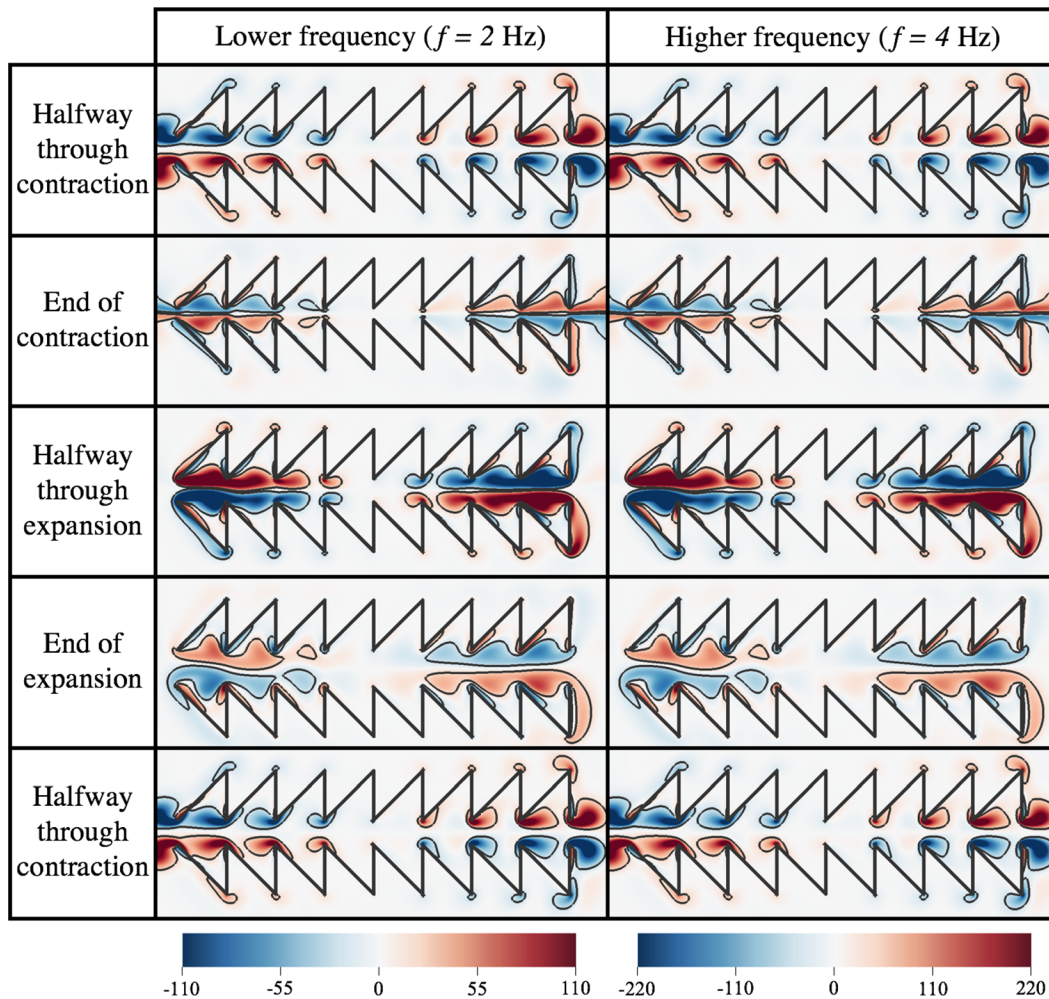 Lower frequency (f = 2 Hz)
Higher frequency (f = 4 Hz)
Halfway
through
contraction
End of
contraction
Halfway
through
expansion
End of
expansion
Halfway
through
contraction
-110 -55 0 55 110
-220 -110 0 110 220